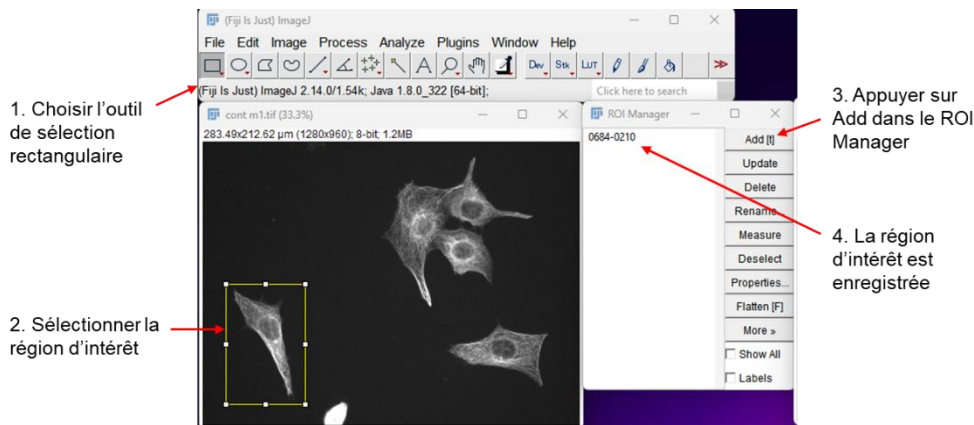 (Fiji Is Just) ImageJ
File Edit Image Process Analyze Plugins Window Help
Dev Stk LUT
(Fiji Is Just) ImageJ 2.14.0/1.54k; Java 1.8.0_322 [64-bit];
Click here to search
1. Choisir l'outil
de sélection
rectangulaire
cont m1.tif (33.3%)
283.49x212.62 µm (1280x960); 8-bit; 1.2MB
2. Sélectionner la
région d'intérêt
ROI Manager
0684-0210
Add [t]
Update
Delete
Rename...
Measure
Deselect
Properties...
Flatten [F]
More »
Show All
Labels
3. Appuyer sur
Add dans le ROI
Manager
4. La région
d'intérêt est
enregistrée